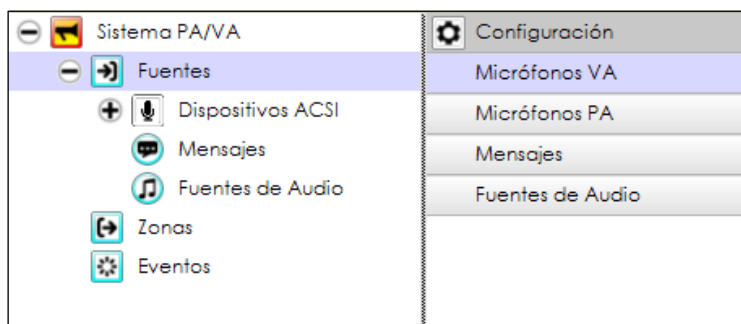 Sistema PA/VA
Fuentes
Dispositivos ACSI
Mensajes
Fuentes de Audio
Zonas
Eventos
Configuración
Micrófonos VA
Micrófonos PA
Mensajes
Fuentes de Audio